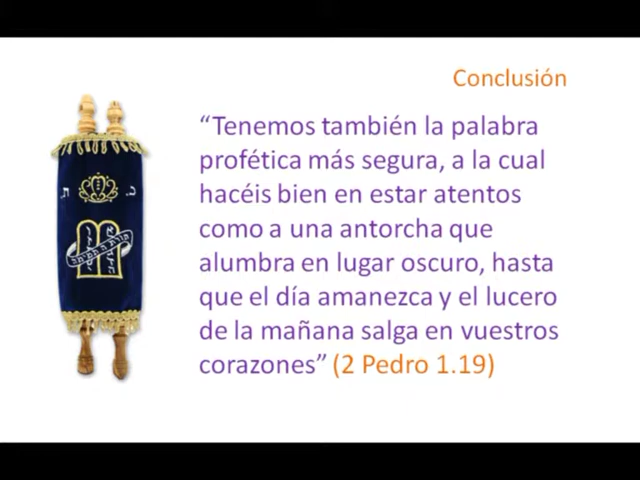 Conclusión
“Tenemos también la palabra
profética más segura, a la cual
hacéis bien en estar atentos
como a una antorcha que
alumbra en lugar oscuro, hasta
que el día amanezca y el lucero
de la mañana salga en vuestros
corazones” (2 Pedro 1.19)